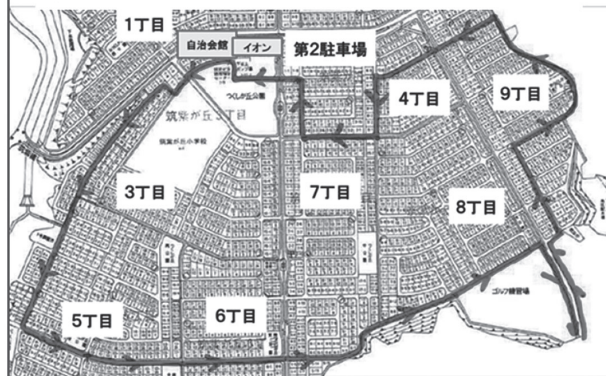 1丁目
自治会館
イオン
第2駐車場
つくしが丘公園
4丁目
9丁目
筑紫が丘3丁目
筑紫が丘小学校
3丁目
7丁目
8丁目
ゴルフ練習場
5丁目
6丁目